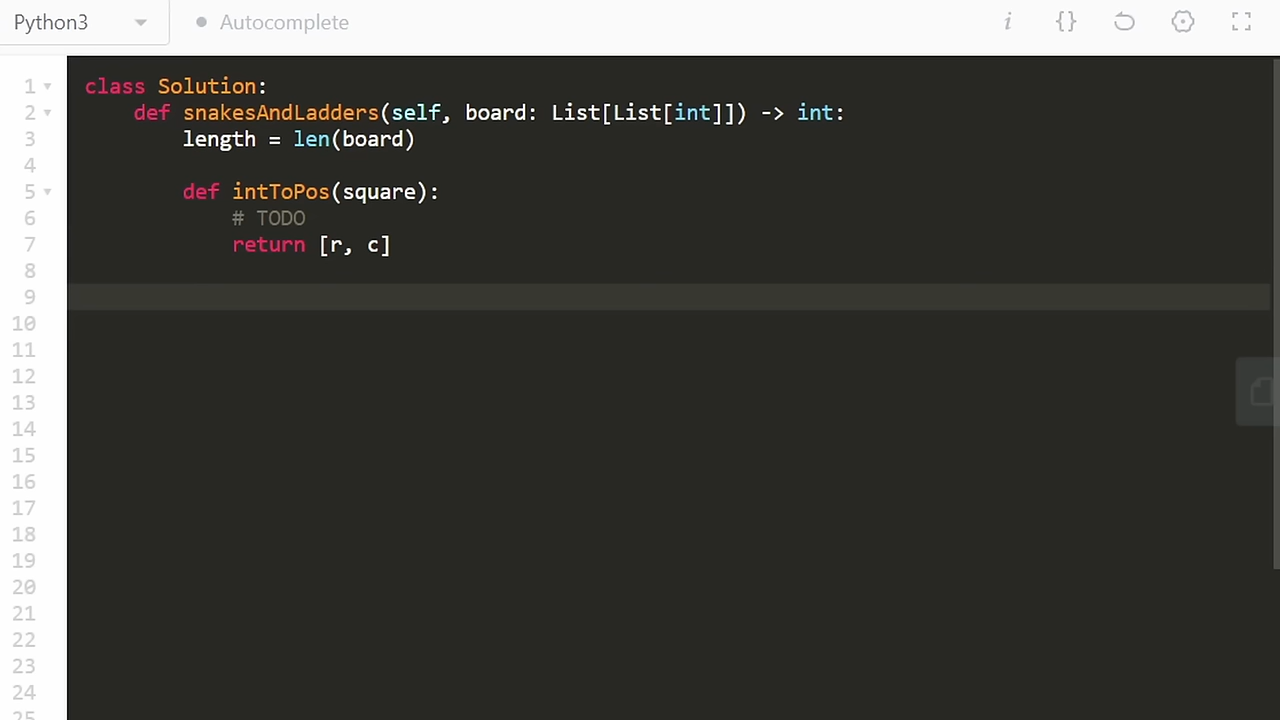 Python3
Autocomplete
i {}
1 class Solution:
2 def snakesAndLadders(self, board: List[List[int]]) -> int:
3 length = len(board)
4
5 def intToPos(square):
6 # TODO
7 return [r, c]
8
9
10
11
12
13
14
15
16
17
18
19
20
21
22
23
24
25